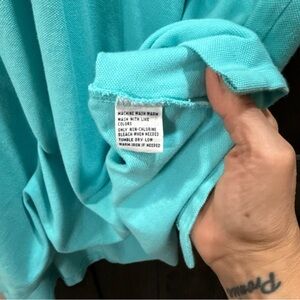 MACHINE WASH WARM
WASH WITH LIKE
COLORS
ONLY NON-CHLORINE
BLEACH WHEN NEEDED
TUMBLE DRY LOW
WARM IRON IF NEEDED